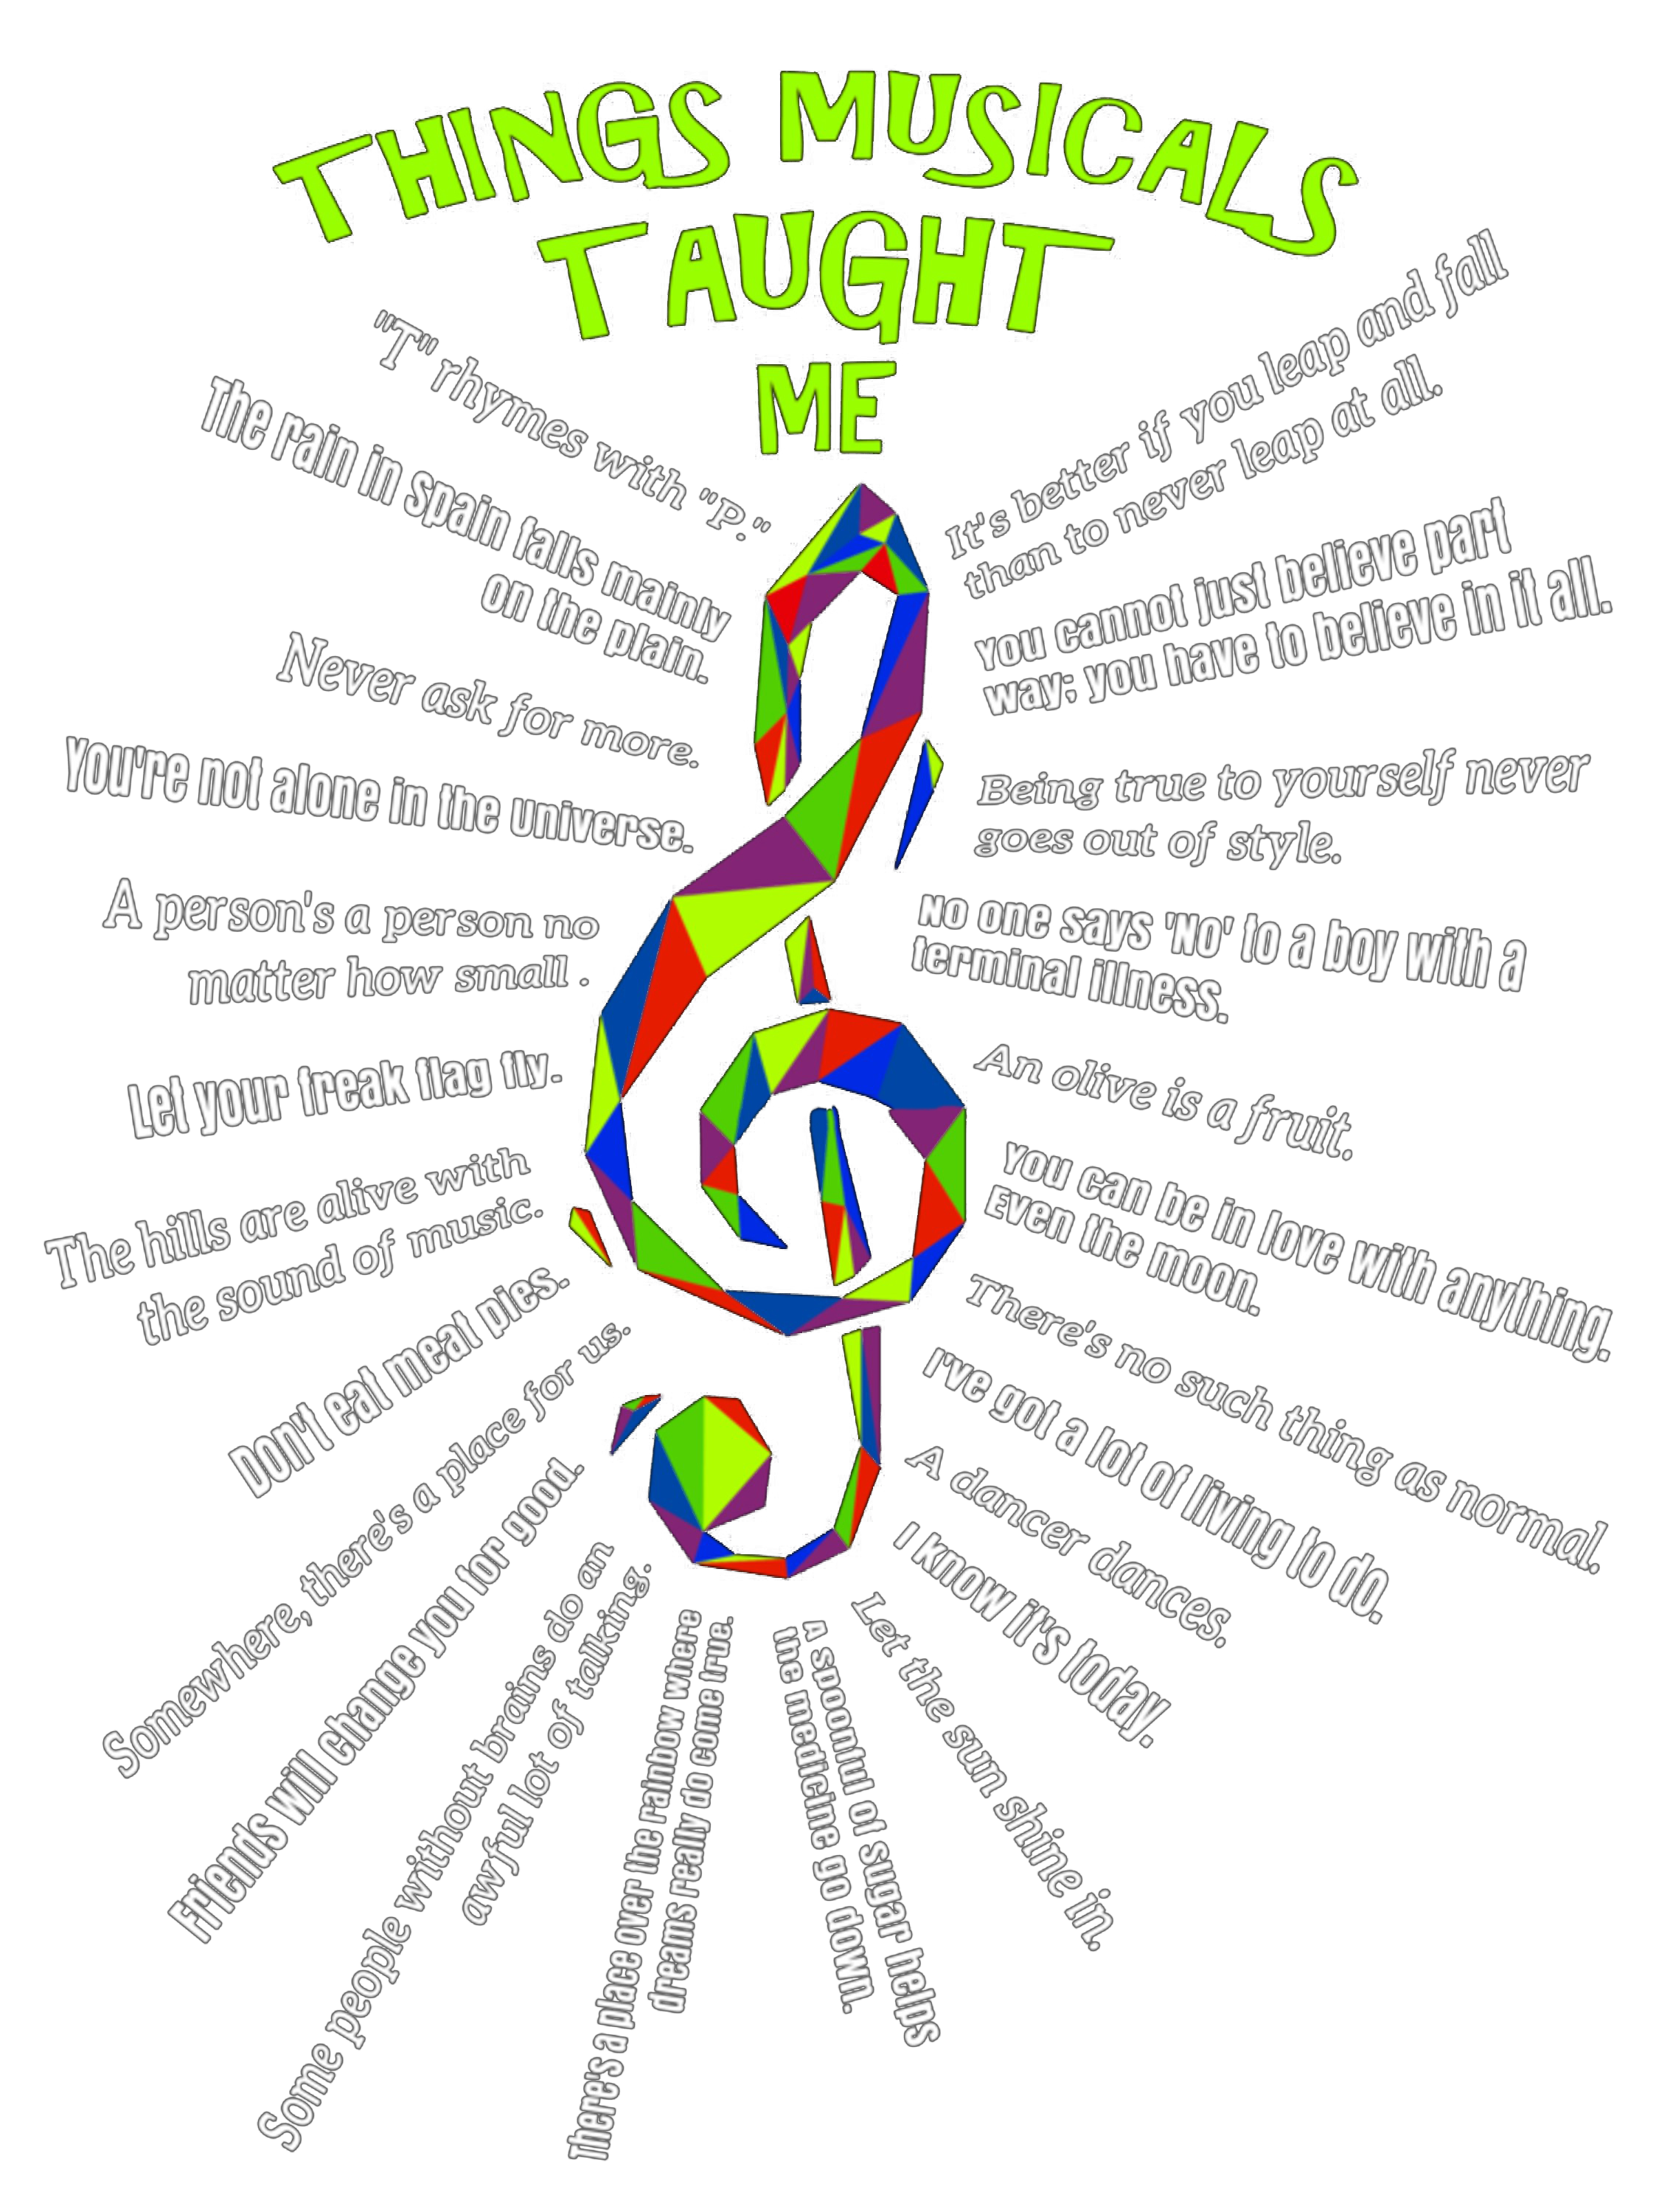 THINGS MUSICALS
TAUGHT
ME
"T" rhymes with "P."
The rain in Spain falls mainly
on the plain.
Never ask for more.
You're not alone in the universe.
A person's a person no
matter how small .
Let your freak flag fly.
The hills are alive with
the sound of music.
Don't eat meat pies.
Somewhere, there's a place for us.
Friends will change you for good.
Some people without brains do an
awful lot of talking.
There's a place over the rainbow where
dreams really do come true.
It's better if you leap and fall
than to never leap at all.
You cannot just believe part
way; you have to believe in it all.
Being true to yourself never
goes out of style.
No one says 'No' to a boy with a
terminal illness.
An olive is a fruit.
You can be in love with anything.
Even the moon.
There's no such thing as normal.
I've got a lot of living to do.
A dancer dances.
I know it's today.
Let the sun shine in.
A spoonful of sugar helps
the medicine go down.